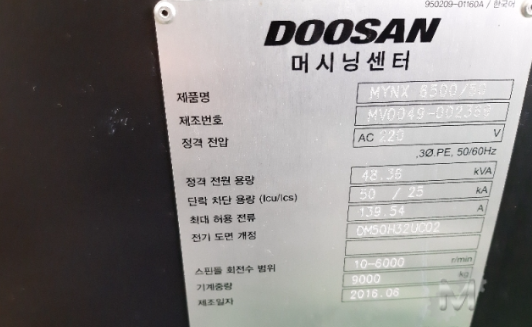 950209-01160A / 한국어
DOOSAN
머시닝센터
제품명 MYNX 6500/50
제조번호 MV0049-002388
정격 전압 AC 220 V
,3Ø,PE, 50/60Hz
정격 전원 용량 48.36 kVA
단락 차단 용량 (Icu/Ics) 50 / 25 kA
최대 허용 전류 139.54 A
전기 도면 개정 DM50H32UC02
스핀들 회전수 범위 10-6000 r/min
기계중량 9000 kg
제조일자 2016.06